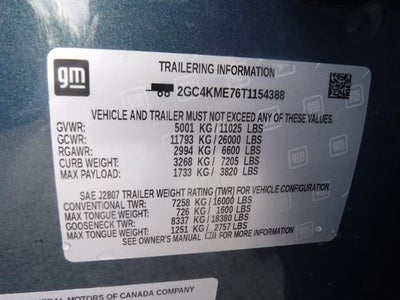 gm
TRAILERING INFORMATION
2GC4KME76T1154388
VEHICLE AND TRAILER MUST NOT EXCEED ANY OF THESE VALUES.
GVWR: 5001 KG / 11025 LBS
GCWR: 11793 KG / 26000 LBS
RGAWR: 2994 KG / 6600 LBS
CURB WEIGHT: 3268 KG / 7205 LBS
MAX PAYLOAD: 1733 KG / 3820 LBS
SAE J2807 TRAILER WEIGHT RATING (TWR) FOR VEHICLE CONFIGURATION.
CONVENTIONAL TWR: 7258 KG / 16000 LBS
MAX TONGUE WEIGHT: 726 KG / 1600 LBS
GOOSENECK TWR: 8337 KG / 18380 LBS
MAX TONGUE WEIGHT: 1251 KG / 2757 LBS
SEE OWNER'S MANUAL FOR MORE INFORMATION.
MOTORS OF CANADA COMPANY